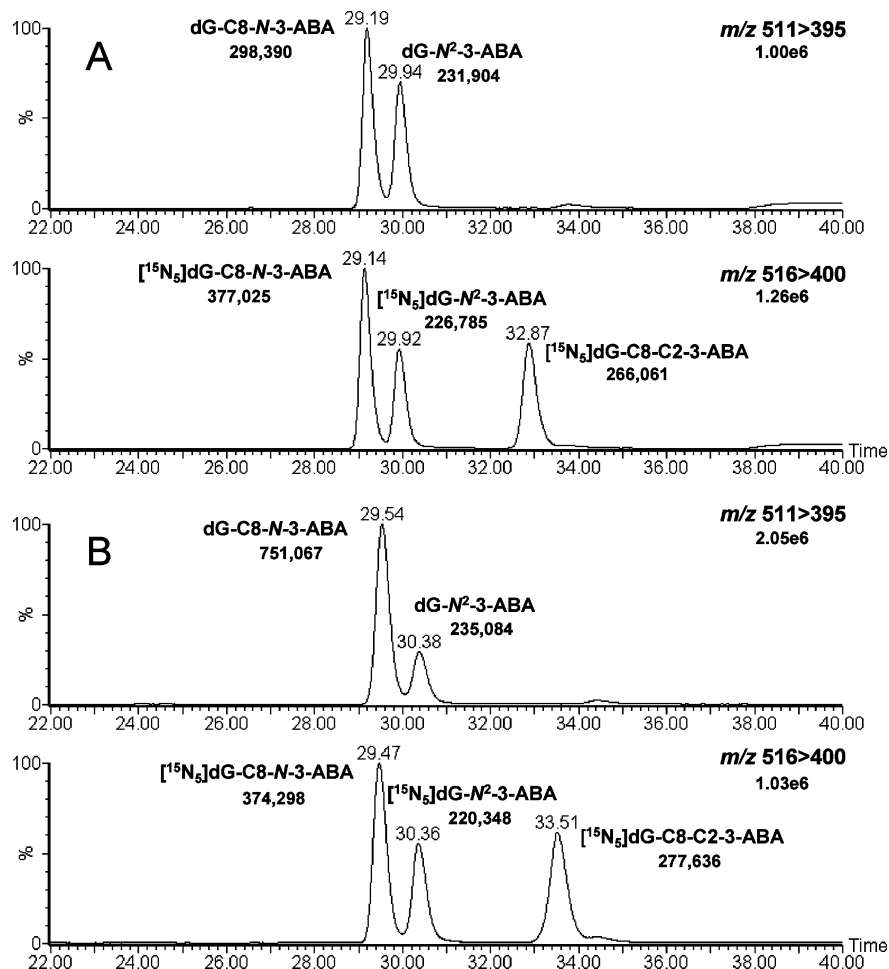 A
dG-C8-N-3-ABA
298,390
29.19
dG-N²-3-ABA
231,904
29.94
m/z 511>395
1.00e6
100
%
0
22.00 24.00 26.00 28.00 30.00 32.00 34.00 36.00 38.00 40.00
[¹⁵N₅]dG-C8-N-3-ABA
377,025
29.14
[¹⁵N₅]dG-N²-3-ABA
226,785
29.92
32.87
[¹⁵N₅]dG-C8-C2-3-ABA
266,061
m/z 516>400
1.26e6
100
%
0
Time
22.00 24.00 26.00 28.00 30.00 32.00 34.00 36.00 38.00 40.00
B
dG-C8-N-3-ABA
751,067
29.54
dG-N²-3-ABA
235,084
30.38
m/z 511>395
2.05e6
100
%
0
22.00 24.00 26.00 28.00 30.00 32.00 34.00 36.00 38.00 40.00
[¹⁵N₅]dG-C8-N-3-ABA
374,298
29.47
[¹⁵N₅]dG-N²-3-ABA
220,348
30.36
33.51
[¹⁵N₅]dG-C8-C2-3-ABA
277,636
m/z 516>400
1.03e6
100
%
0
Time
22.00 24.00 26.00 28.00 30.00 32.00 34.00 36.00 38.00 40.00